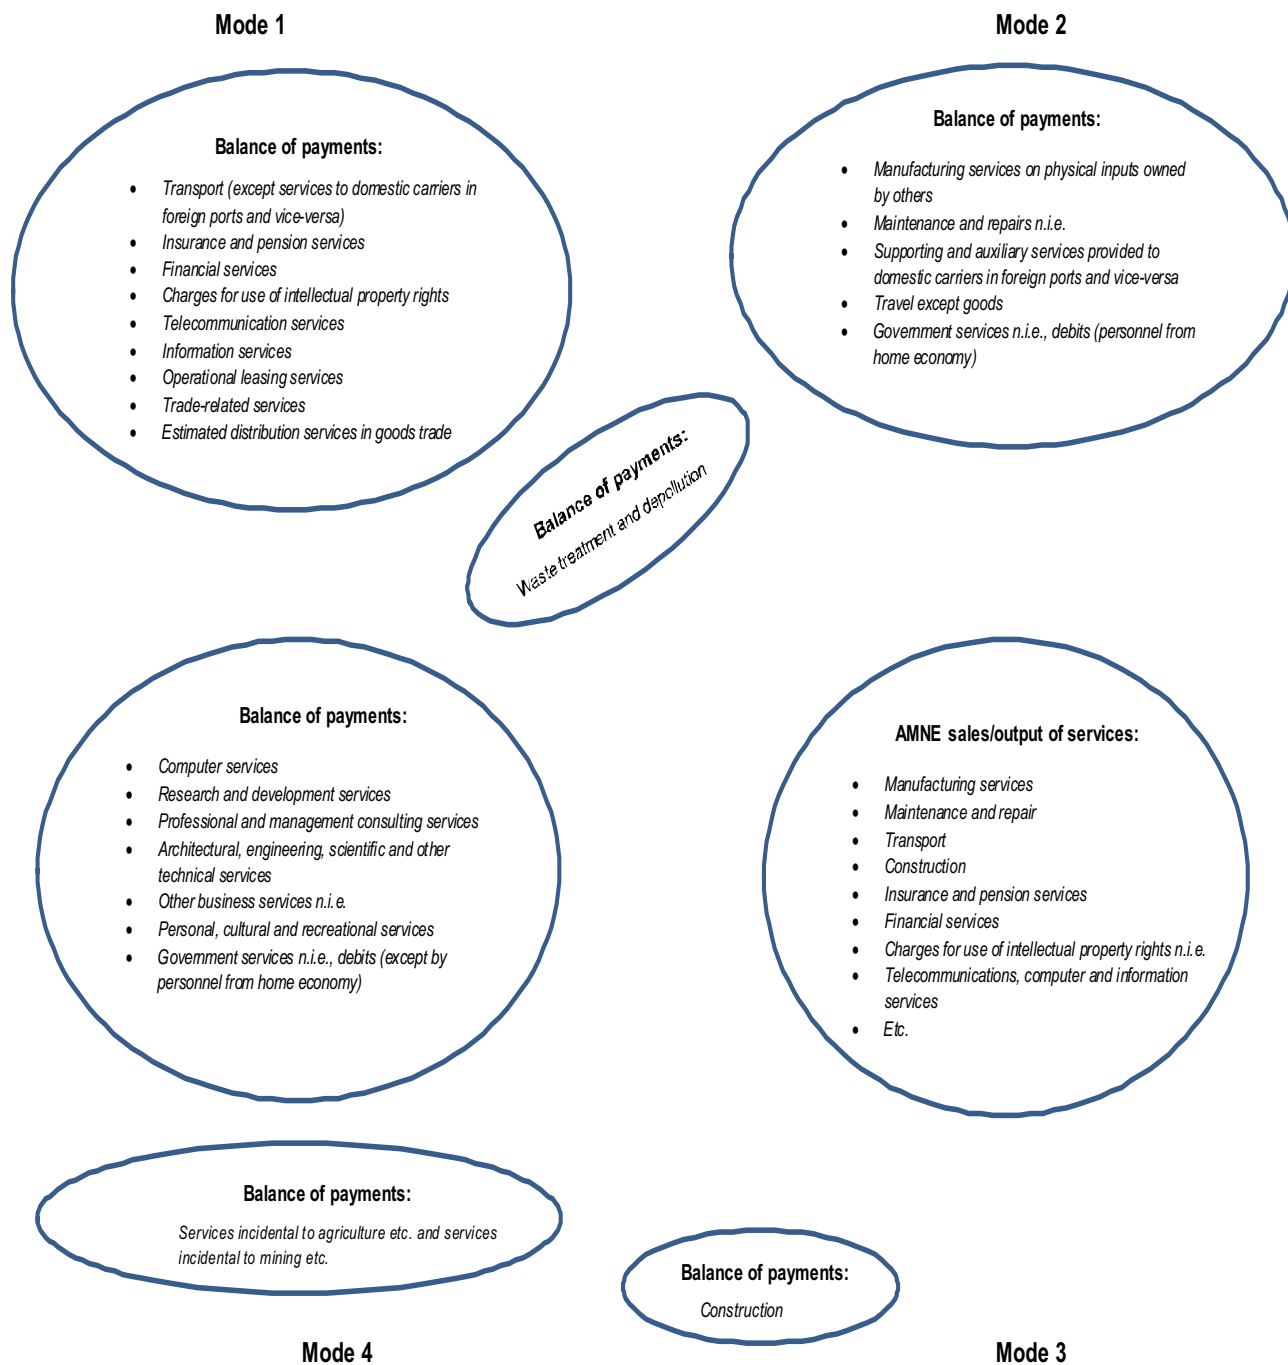 Mode 1
Mode 2
Balance of payments:
• Transport (except services to domestic carriers in
foreign ports and vice-versa)
• Insurance and pension services
• Financial services
• Charges for use of intellectual property rights
• Telecommunication services
• Information services
• Operational leasing services
• Trade-related services
• Estimated distribution services in goods trade
Balance of payments:
• Manufacturing services on physical inputs owned
by others
• Maintenance and repairs n.i.e.
• Supporting and auxiliary services provided to
domestic carriers in foreign ports and vice-versa
• Travel except goods
• Government services n.i.e., debits (personnel from
home economy)
Balance of payments:
Waste treatment and depollution
Balance of payments:
• Computer services
• Research and development services
• Professional and management consulting services
• Architectural, engineering, scientific and other
technical services
• Other business services n.i.e.
• Personal, cultural and recreational services
• Government services n.i.e., debits (except by
personnel from home economy)
AMNE sales/output of services:
• Manufacturing services
• Maintenance and repair
• Transport
• Construction
• Insurance and pension services
• Financial services
• Charges for use of intellectual property rights n.i.e.
• Telecommunications, computer and information
services
• Etc.
Balance of payments:
Services incidental to agriculture etc. and services
incidental to mining etc.
Balance of payments:
Construction
Mode 4
Mode 3